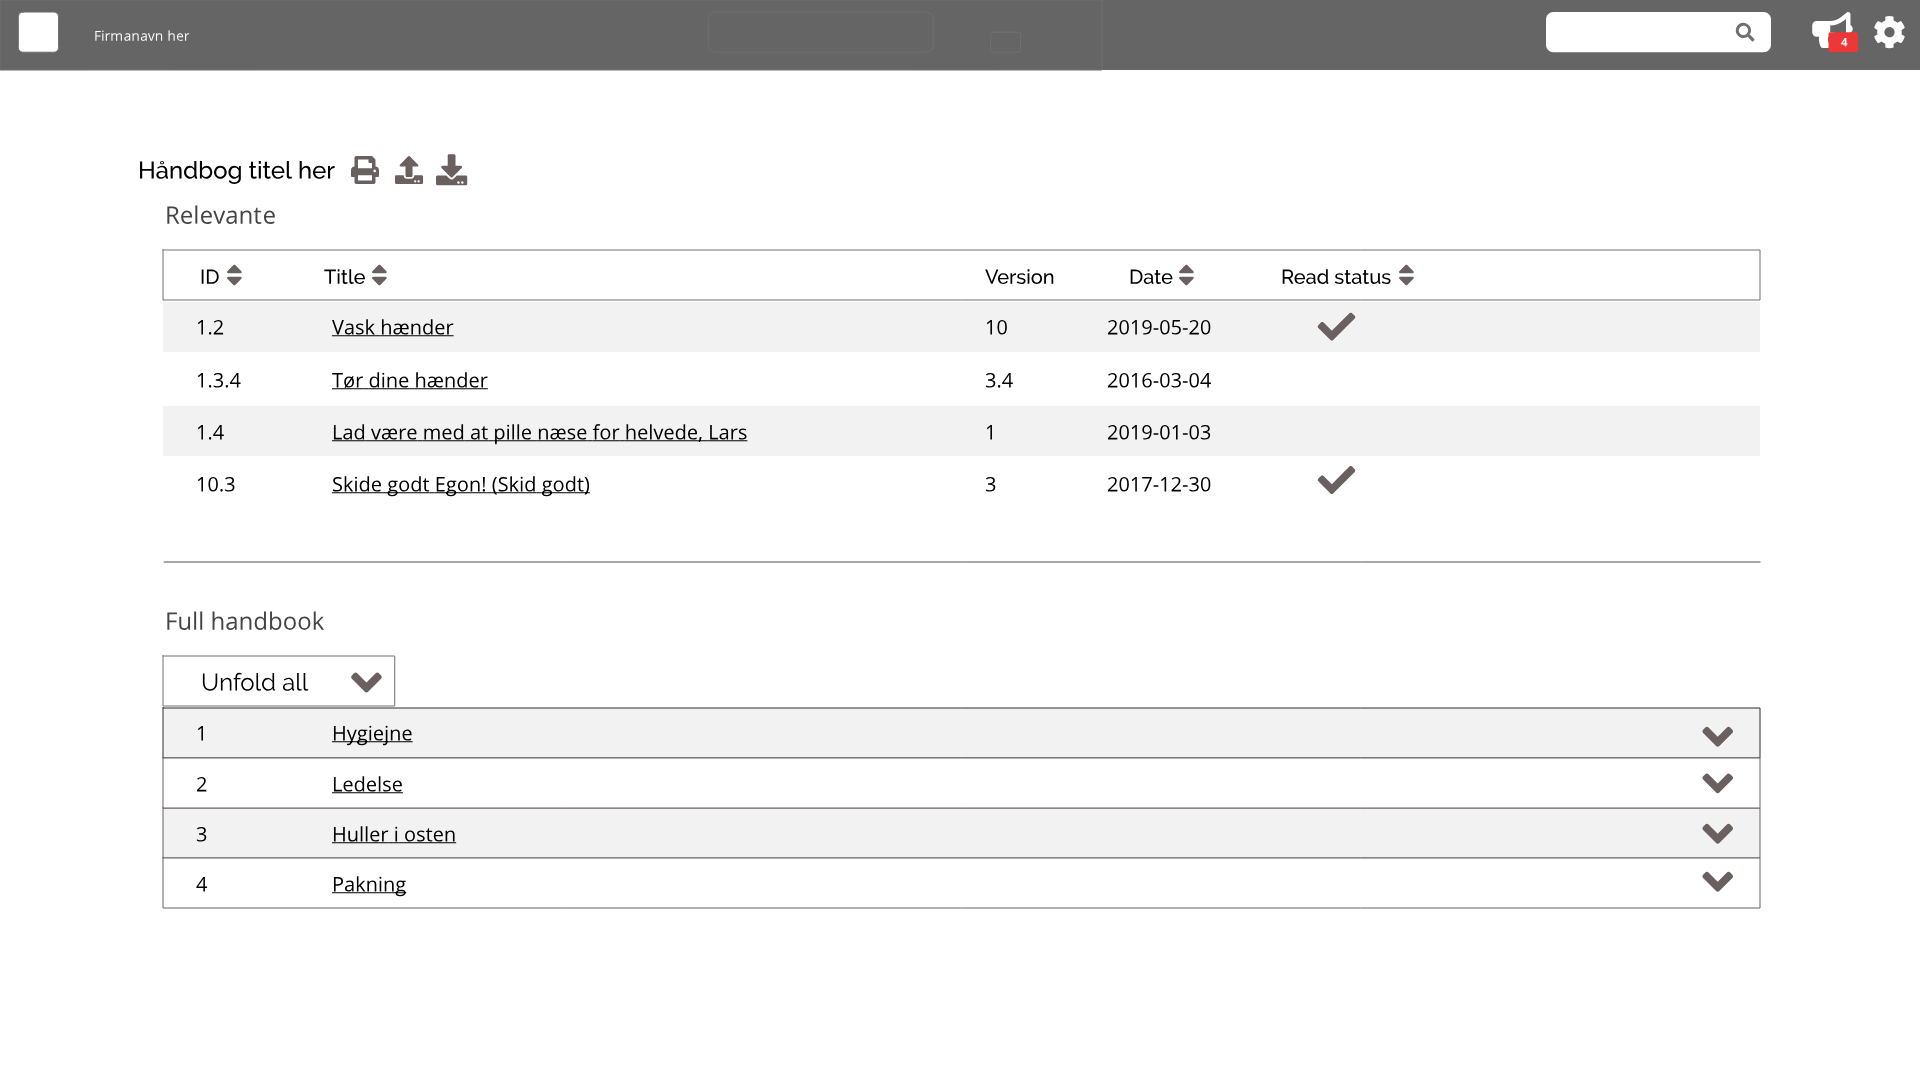 Firmanavn her
4
Håndbog titel her
Relevante
ID Title Version Date Read status
1.2 Vask hænder 10 2019-05-20
1.3.4 Tør dine hænder 3.4 2016-03-04
1.4 Lad være med at pille næse for helvede, Lars 1 2019-01-03
10.3 Skide godt Egon! (Skid godt) 3 2017-12-30
Full handbook
Unfold all
1 Hygiejne
2 Ledelse
3 Huller i osten
4 Pakning